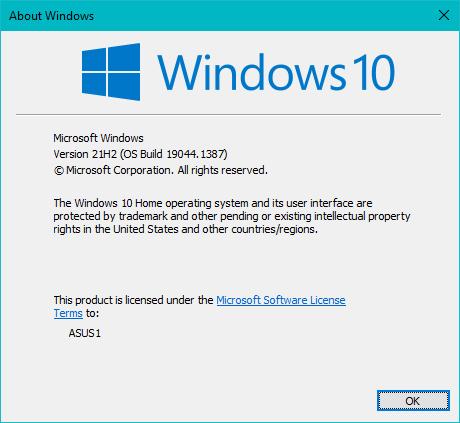 About Windows
Windows 10
Microsoft Windows
Version 21H2 (OS Build 19044.1387)
© Microsoft Corporation. All rights reserved.
The Windows 10 Home operating system and its user interface are
protected by trademark and other pending or existing intellectual property
rights in the United States and other countries/regions.
This product is licensed under the Microsoft Software License
Terms to:
ASUS1
OK